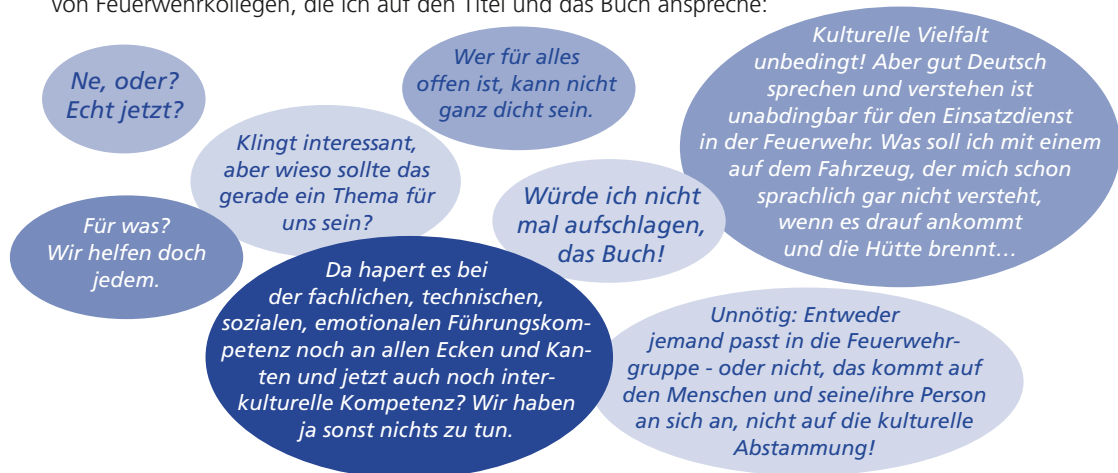 von Feuerwehrkollegen, die ich auf den Titel und das Buch anspreche:
Ne, oder?
Echt jetzt?
Wer für alles
offen ist, kann nicht
ganz dicht sein.
Kulturelle Vielfalt
unbedingt! Aber gut Deutsch
sprechen und verstehen ist
unabdingbar für den Einsatzdienst
in der Feuerwehr. Was soll ich mit einem
auf dem Fahrzeug, der mich schon
sprachlich gar nicht versteht,
wenn es drauf ankommt
und die Hütte brennt...
Klingt interessant,
aber wieso sollte das
gerade ein Thema für
uns sein?
Würde ich nicht
mal aufschlagen,
das Buch!
Für was?
Wir helfen doch
jedem.
Da hapert es bei
der fachlichen, technischen,
sozialen, emotionalen Führungskom-
petenz noch an allen Ecken und Kan-
ten und jetzt auch noch inter-
kulturelle Kompetenz? Wir haben
ja sonst nichts zu tun.
Unnötig: Entweder
jemand passt in die Feuerwehr-
gruppe - oder nicht, das kommt auf
den Menschen und seinelihre Person
an sich an, nicht auf die kulturelle
Abstammung!